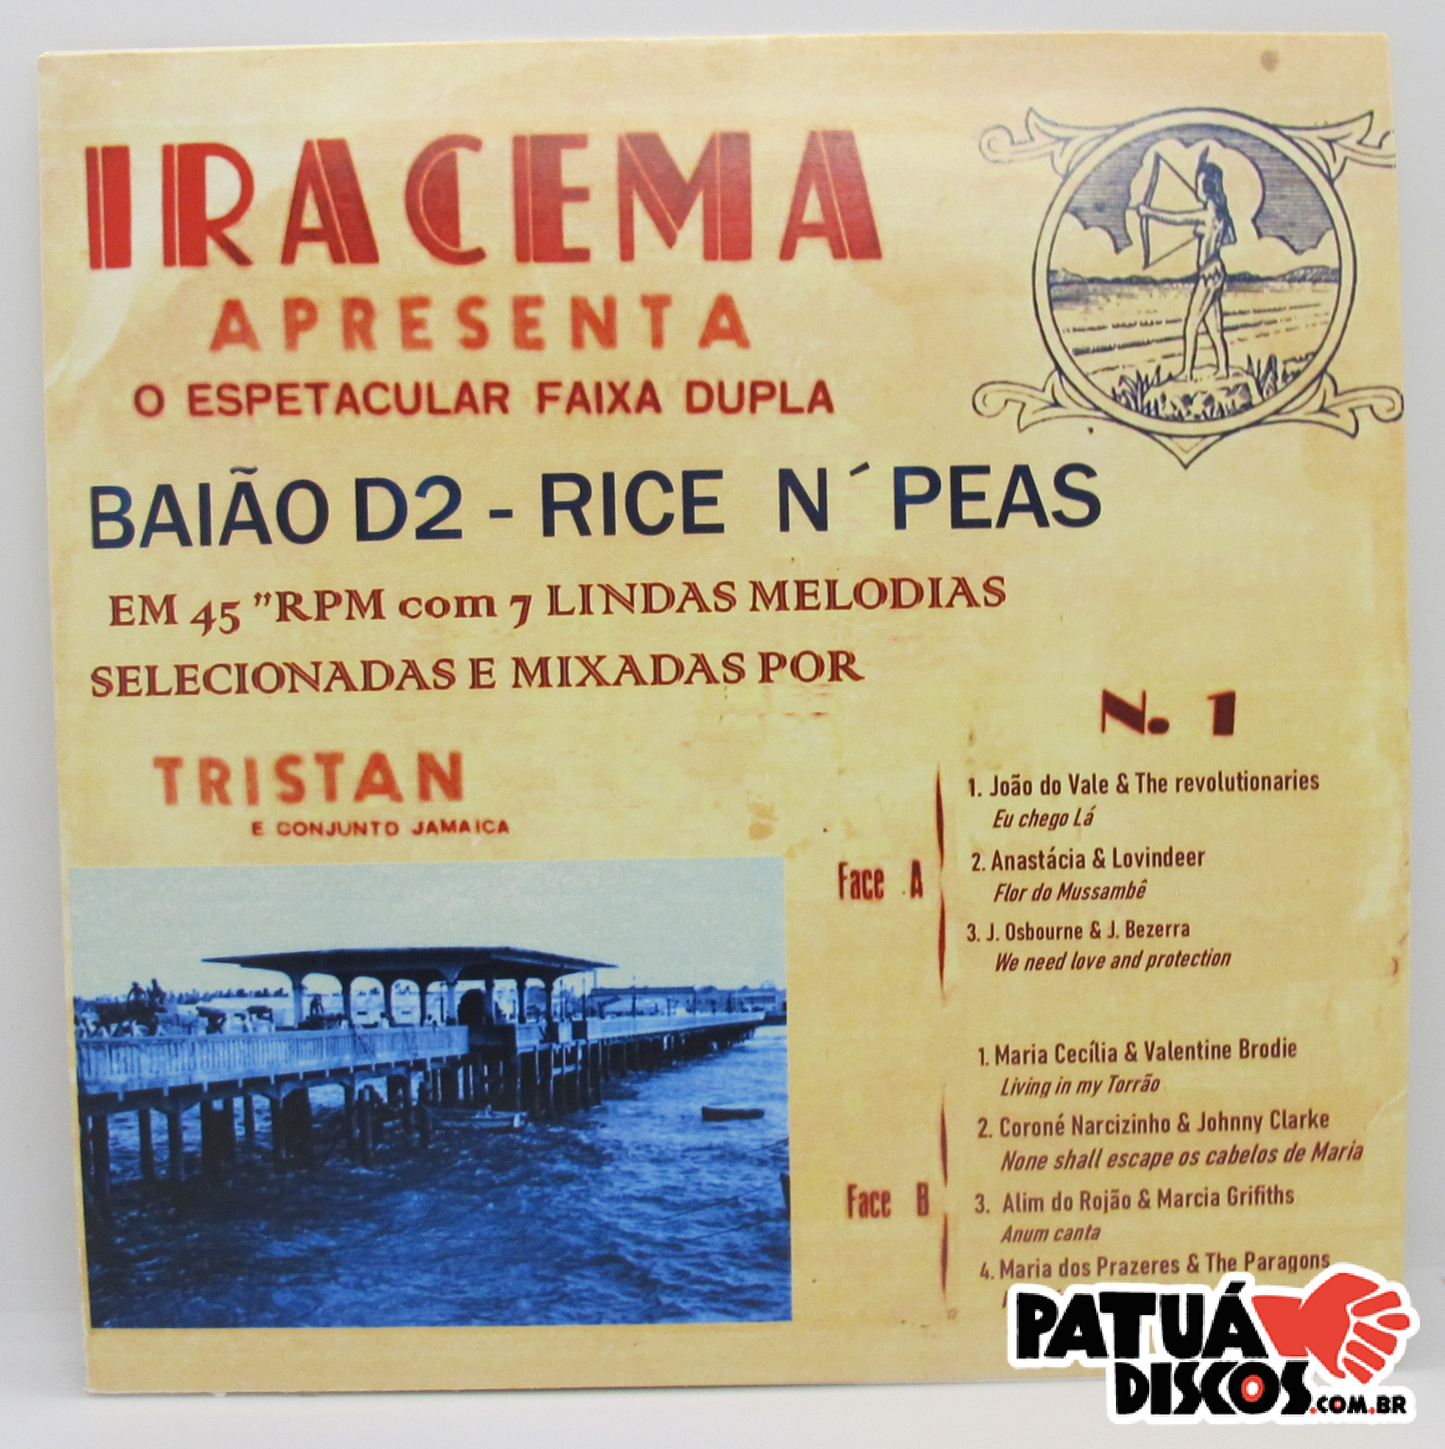 IRACEMA
APRESENTA
O ESPETACULAR FAIXA DUPLA
BAIÃO D2 - RICE N´PEAS
EM 45 "RPM com 7 LINDAS MELODIAS
SELECIONADAS E MIXADAS POR
TRISTAN
E CONJUNTO JAMAICA
N. 1
Face A
1. João do Vale & The revolutionaries
Eu chego Lá
2. Anastácia & Lovindeer
Flor do Mussambê
3. J. Osbourne & J. Bezerra
We need love and protection
Face B
1. Maria Cecília & Valentine Brodie
Living in my Torrão
2. Coroné Narcizinho & Johnny Clarke
None shall escape os cabelos de Maria
3. Alim do Rojão & Marcia Grifiths
Anum canta
4. Maria dos Prazeres & The Paragons
PATUÁ
DISCOS.COM.BR